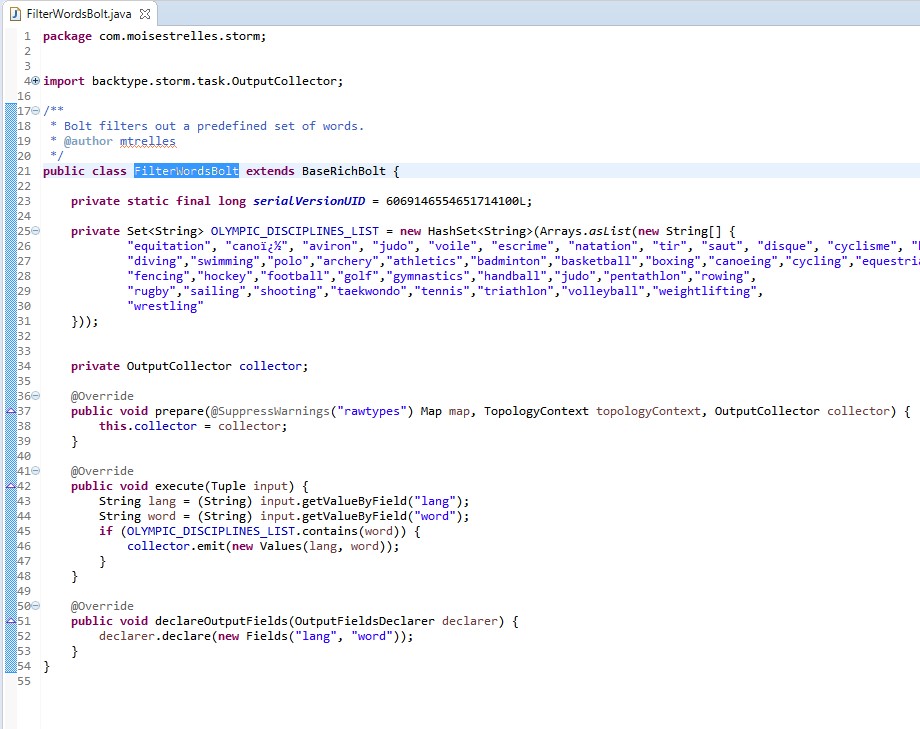 FilterWordsBolt.java
1 package com.moisestrelles.storm;
2
3
4 import backtype.storm.task.OutputCollector;
16
17 /**
18  * Bolt filters out a predefined set of words.
19  * @author mtrelles
20  */
21 public class FilterWordsBolt extends BaseRichBolt {
22
23     private static final long serialVersionUID = 6069146554651714100L;
24
25     private Set<String> OLYMPIC_DISCIPLINES_LIST = new HashSet<String>(Arrays.asList(new String[] {
26             "equitation", "canoï¿½", "aviron", "judo", "voile", "escrime", "natation", "tir", "saut", "disque", "cyclisme",
27             "diving","swimming","polo","archery","athletics","badminton","basketball","boxing","canoeing","cycling",
28             "fencing","hockey","football","golf","gymnastics","handball","judo","pentathlon","rowing",
29             "rugby","sailing","shooting","taekwondo","tennis","triathlon","volleyball","weightlifting",
30             "wrestling"
31     }));
32
33
34     private OutputCollector collector;
35
36     @Override
37     public void prepare(@SuppressWarnings("rawtypes") Map map, TopologyContext topologyContext, OutputCollector collector) {
38         this.collector = collector;
39     }
40
41     @Override
42     public void execute(Tuple input) {
43         String lang = (String) input.getValueByField("lang");
44         String word = (String) input.getValueByField("word");
45         if (OLYMPIC_DISCIPLINES_LIST.contains(word)) {
46             collector.emit(new Values(lang, word));
47         }
48     }
49
50     @Override
51     public void declareOutputFields(OutputFieldsDeclarer declarer) {
52         declarer.declare(new Fields("lang", "word"));
53     }
54 }
55